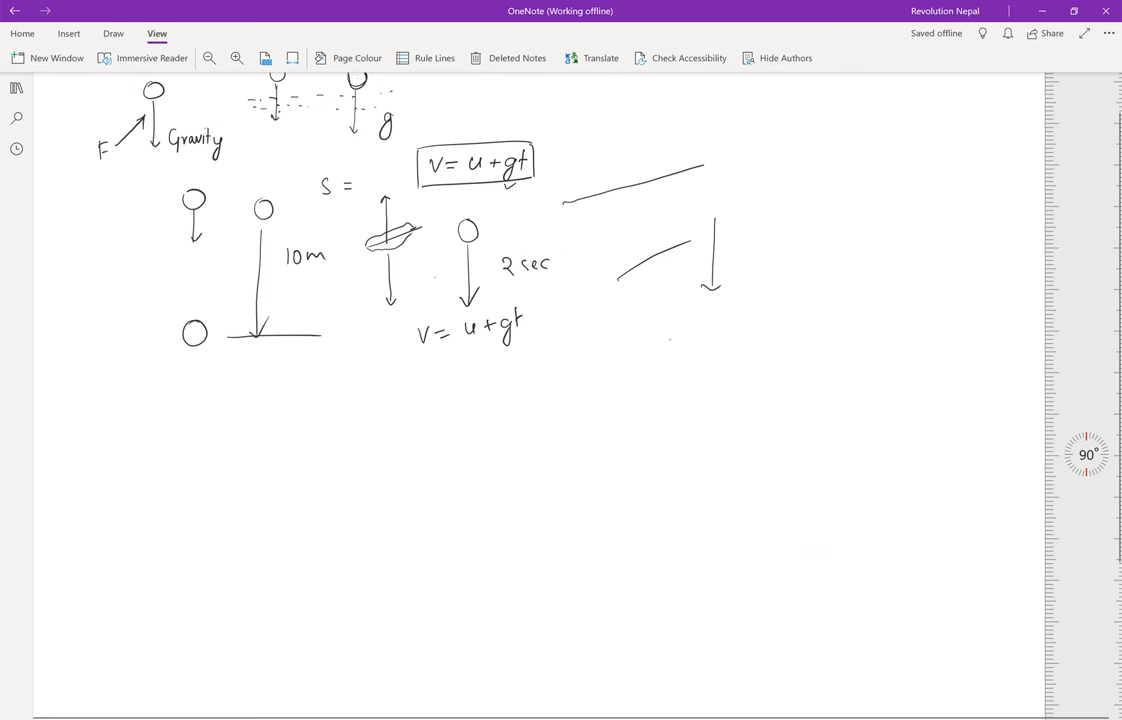 OneNote (Working offline)
Revolution Nepal
Home Insert Draw View
Saved offline
Share
New Window Immersive Reader Page Colour Rule Lines Deleted Notes Translate Check Accessibility Hide Authors
F
Gravity
g
v = u + gt
S =
10m
2 sec
v = u + gt
90°